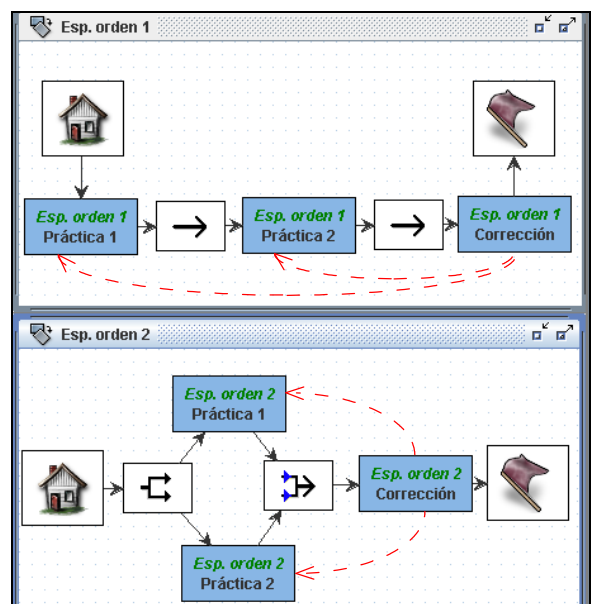 Esp. orden 1
Esp. orden 1
Práctica 1
Esp. orden 1
Práctica 2
Esp. orden 1
Corrección
Esp. orden 2
Esp. orden 2
Práctica 1
Esp. orden 2
Corrección
Esp. orden 2
Práctica 2